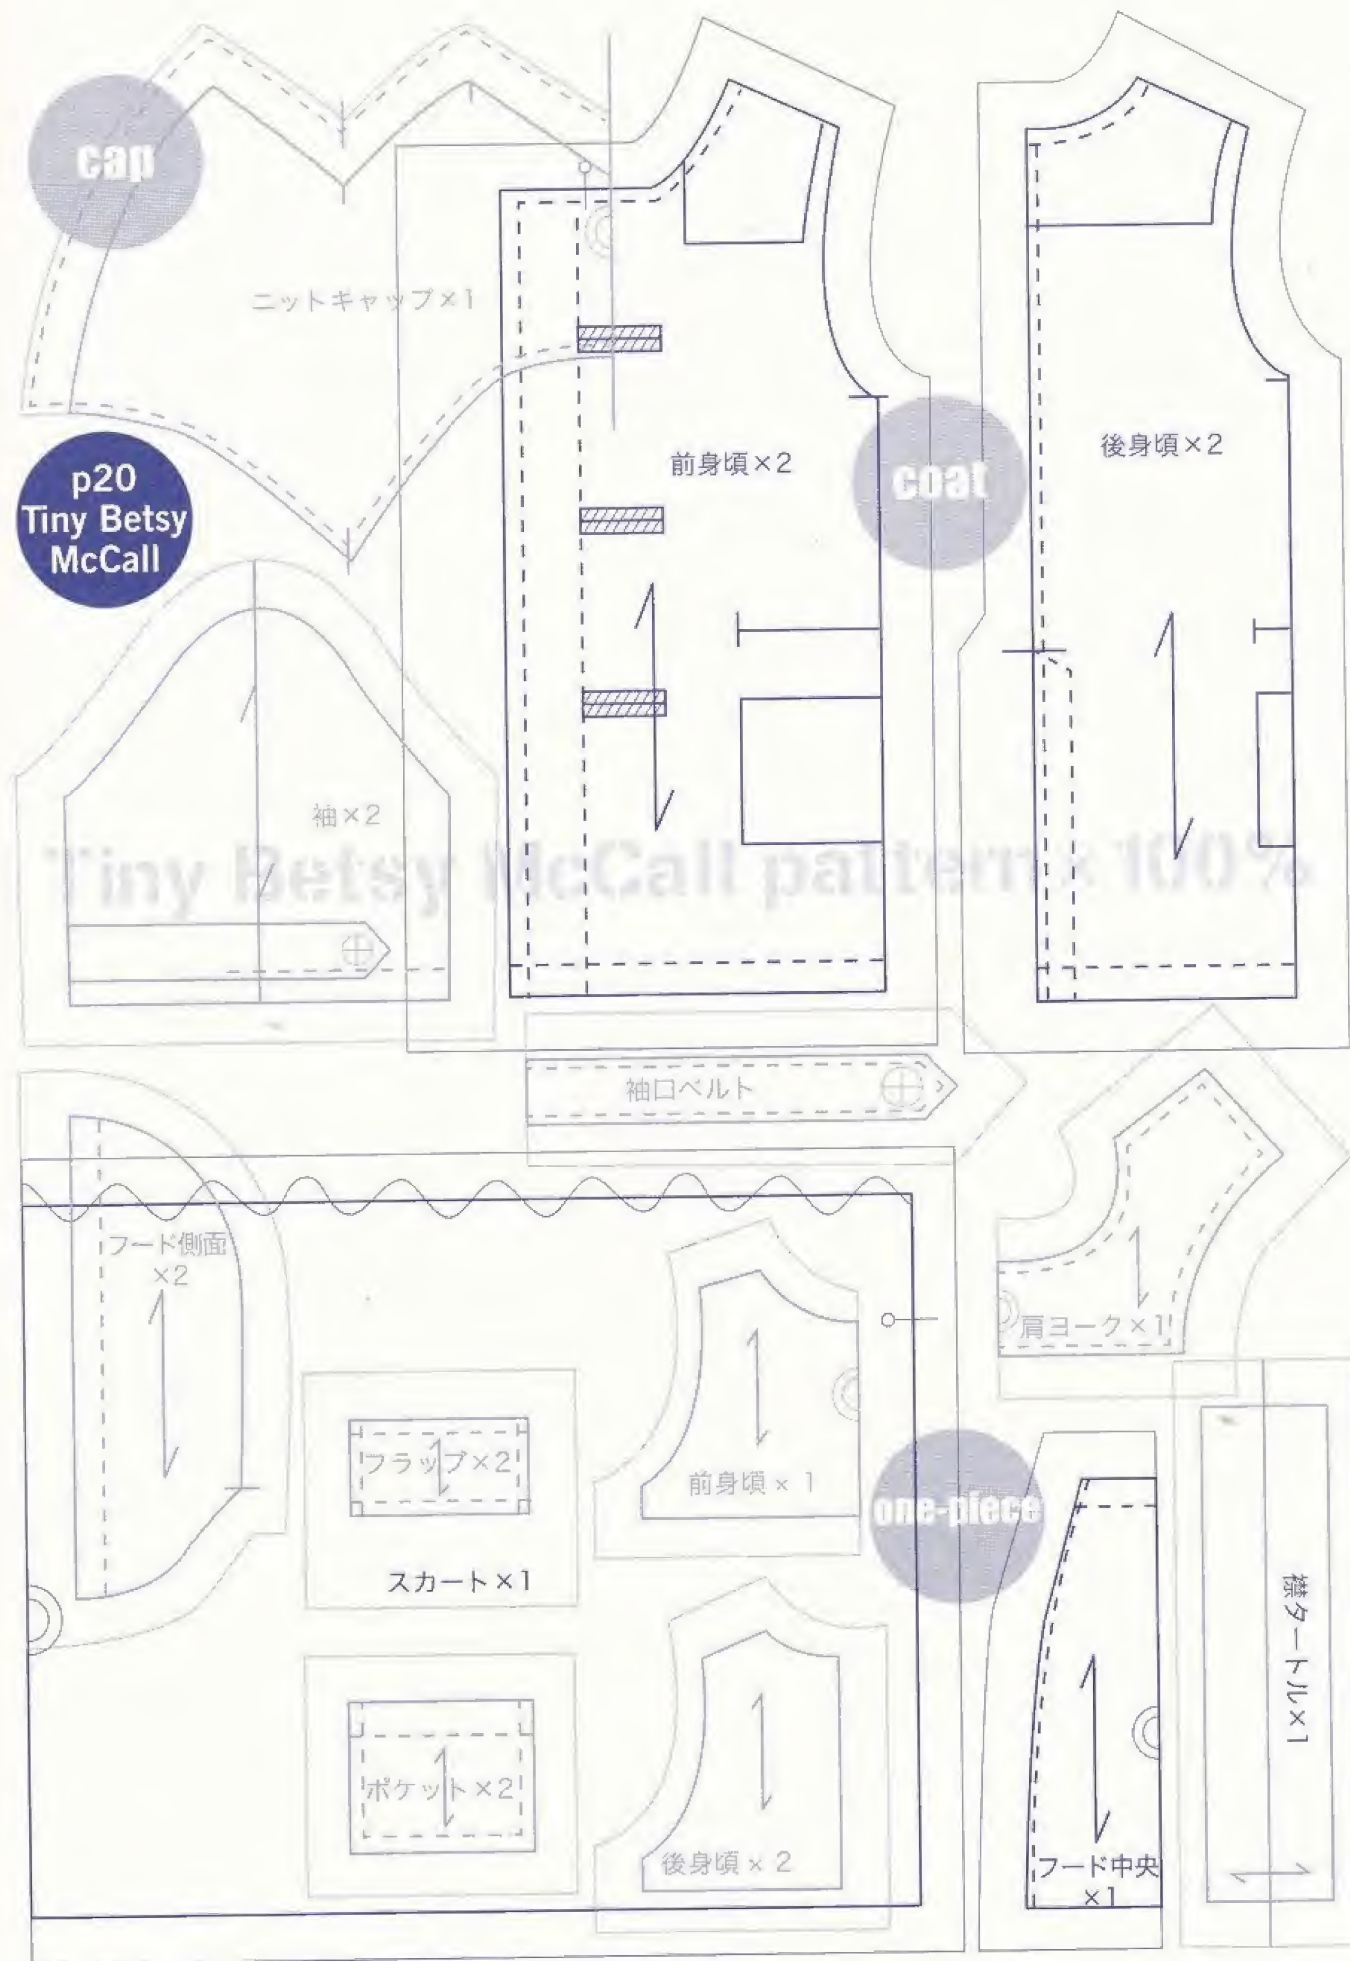 cap
ニットキャップ×1
p20
Tiny Betsy
McCall
前身頃×2
coat
後身頃×2
袖×2
Tiny Betsy McCall pattern×100%
袖口ベルト
フード側面
×2
肩ヨーク×1
フラップ×2
前身頃×1
one-piece
スカート×1
襟タートル×1
ポケット×2
後身頃×2
フード中央
×1